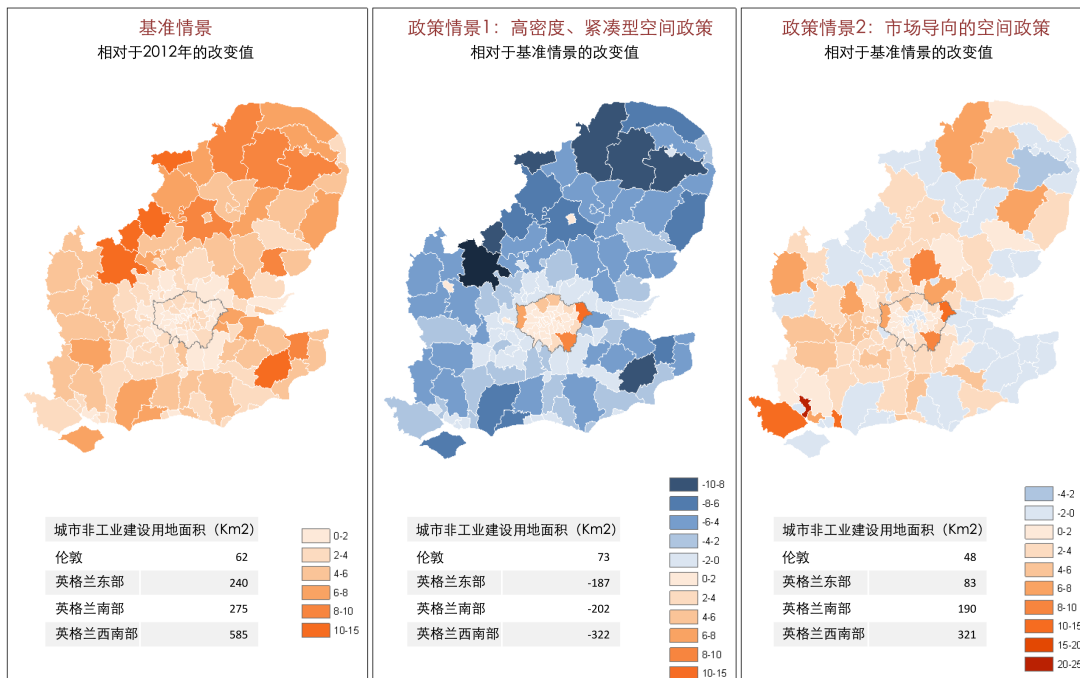 基准情景
相对于2012年的改变值
城市非工业建设用地面积（Km2）
伦敦 62
英格兰东部 240
英格兰南部 275
英格兰西南部 585
0-2
2-4
4-6
6-8
8-10
10-15
政策情景1：高密度、紧凑型空间政策
相对于基准情景的改变值
城市非工业建设用地面积（Km2）
伦敦 73
英格兰东部 -187
英格兰南部 -202
英格兰西南部 -322
-10-8
-8-6
-6-4
-4-2
-2-0
0-2
2-4
4-6
6-8
8-10
10-15
政策情景2：市场导向的空间政策
相对于基准情景的改变值
城市非工业建设用地面积（Km2）
伦敦 48
英格兰东部 83
英格兰南部 190
英格兰西南部 321
-4-2
-2-0
0-2
2-4
4-6
6-8
8-10
10-15
15-20
20-25